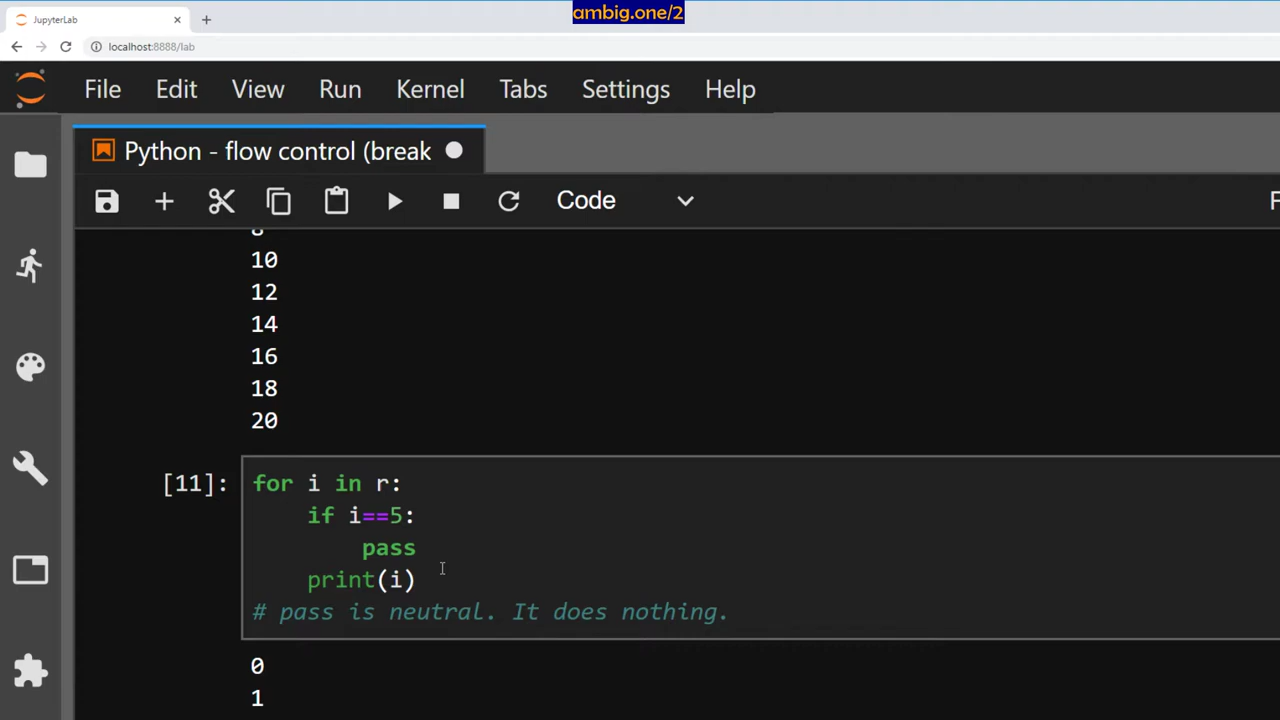 ambig.one/2
JupyterLab
localhost:8888/lab
File Edit View Run Kernel Tabs Settings Help
Python - flow control (break
Code
8
10
12
14
16
18
20
[11]: for i in r:
if i==5:
pass
print(i)
# pass is neutral. It does nothing.
0
1